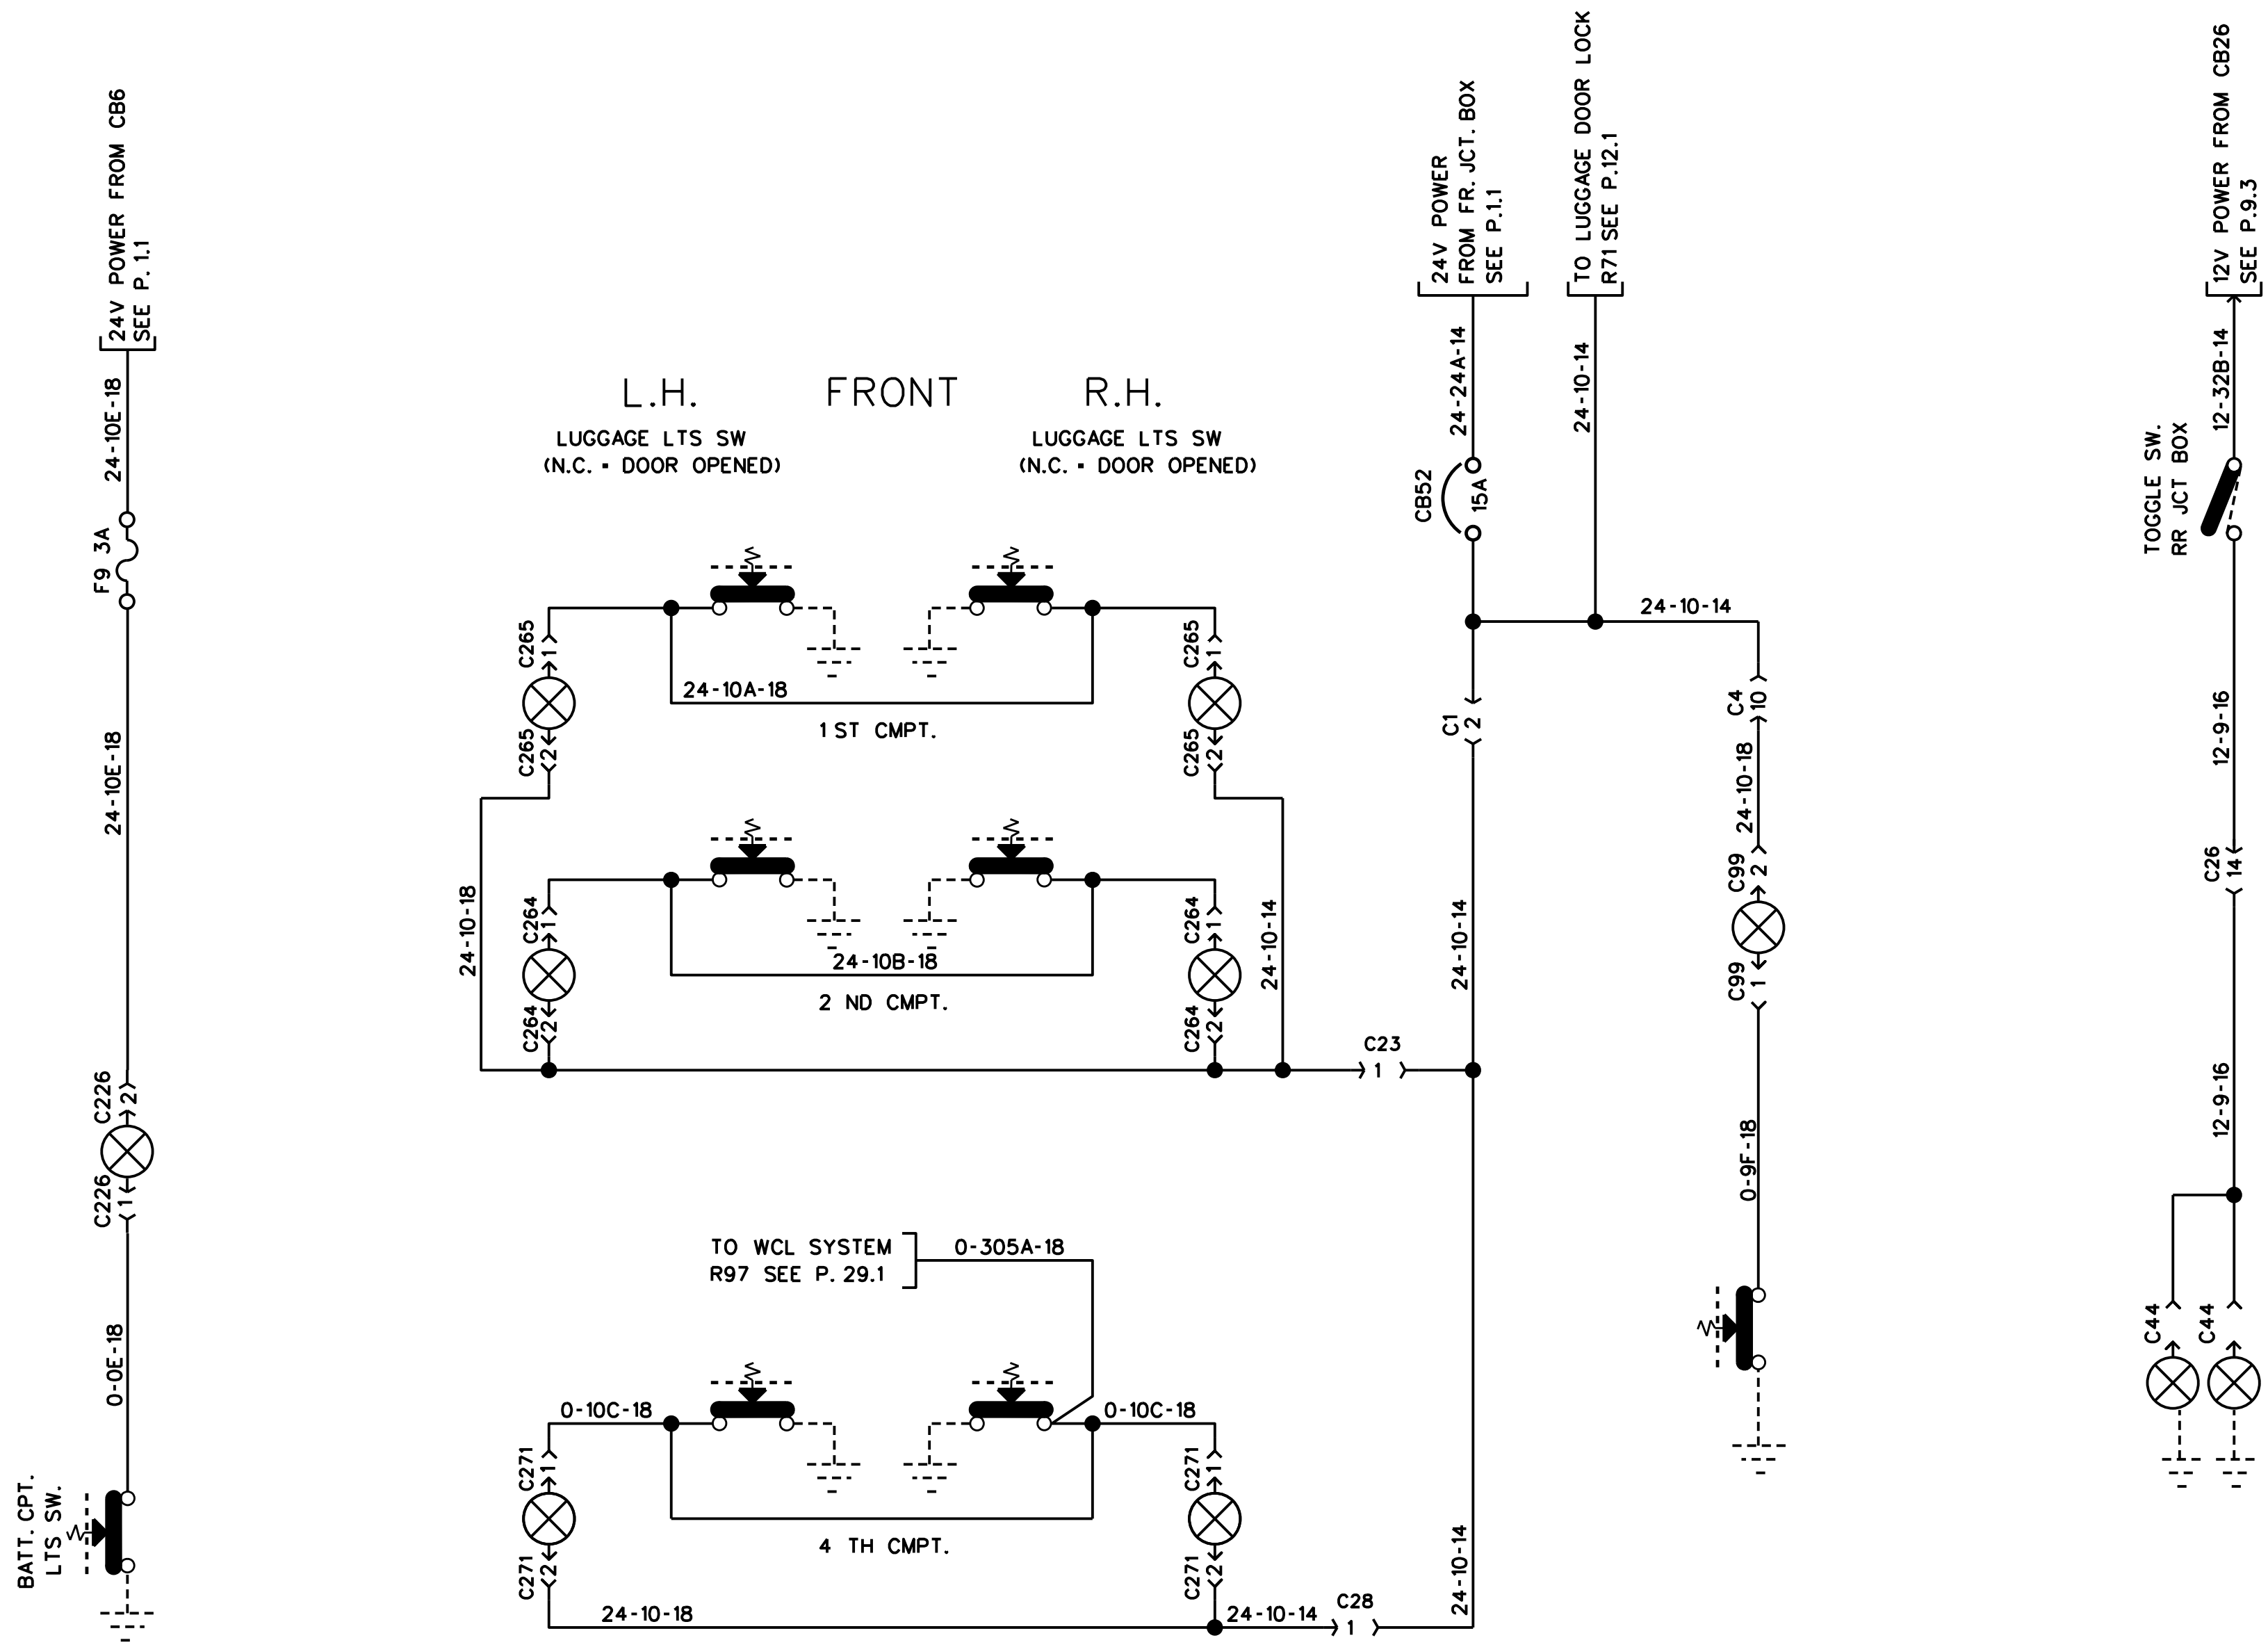 24V POWER FROM CB6
SEE P. 1.1
24-10E-18
F9 3A
24-10E-18
C226
2
C226
1
0-0E-18
BATT. CPT.
LTS SW.
L.H.
FRONT
R.H.
LUGGAGE LTS SW
(N.C. = DOOR OPENED)
LUGGAGE LTS SW
(N.C. = DOOR OPENED)
C265
1
C265
2
24-10A-18
1 ST CMPT.
C265
1
C265
2
24-10-18
C264
1
C264
2
24-10B-18
2 ND CMPT.
C264
1
C264
2
24-10-14
C23
1
TO WCL SYSTEM
R97 SEE P. 29.1
0-305A-18
0-10C-18
0-10C-18
C271
1
C271
2
4 TH CMPT.
C271
1
C271
2
24-10-18
24-10-14
C28
1
24V POWER
FROM FR. JCT. BOX
SEE P.1.1
24-24A-14
CB52
15A
C1
2
24-10-14
24-10-14
TO LUGGAGE DOOR LOCK
R71 SEE P.12.1
24-10-14
24-10-14
C4
10
24-10-18
C99
2
C99
1
0-9F-18
12V POWER FROM CB26
SEE P.9.3
12-32B-14
TOGGLE SW.
RR JCT BOX
12-9-16
C26
14
12-9-16
C44
C44